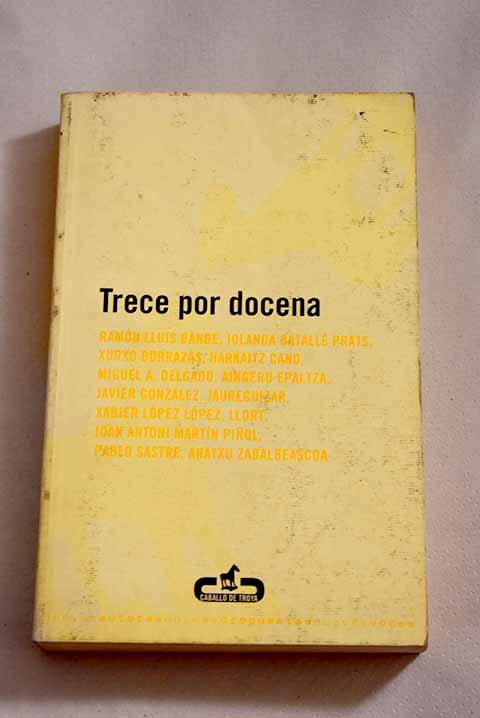 Trece por docena
RAMÓN LLUÍS BANDE, IOLANDA BATALLÉ PRATS,
XURXO BORRAZÁS, HARKAITZ CANO,
MIGUEL A. DELGADO, AINGERU EPALTZA,
JAVIER GONZÁLEZ, JAUREGUIZAR,
XABIER LÓPEZ LÓPEZ, LLORT,
JOAN ANTONI MARTÍN PIÑOL,
PABLO SASTRE, ANATXU ZABALBEASCOA
CABALLO DE TROYA